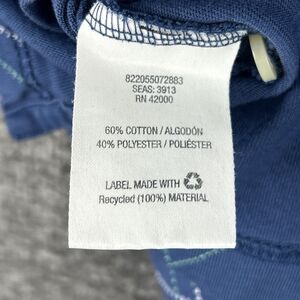 822055072883
SEAS: 3913
RN 42000
60% COTTON / ALGODÓN
40% POLYESTER / POLIÉSTER
LABEL MADE WITH
Recycled (100%) MATERIAL